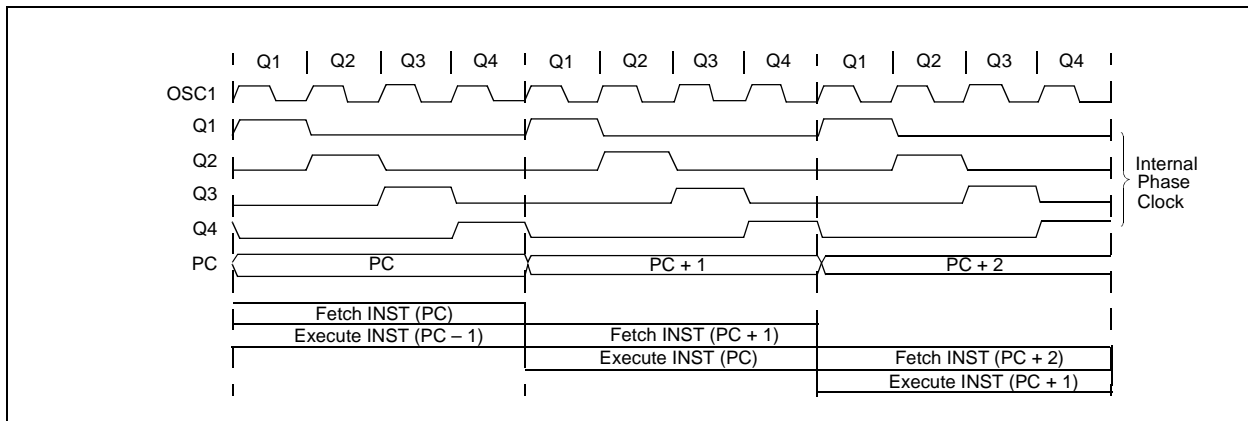 Q1 Q2 Q3 Q4 Q1 Q2 Q3 Q4 Q1 Q2 Q3 Q4
OSC1
Q1
Q2
Q3
Q4
PC
Internal
Phase
Clock
PC PC + 1 PC + 2
Fetch INST (PC)
Execute INST (PC – 1) Fetch INST (PC + 1)
Execute INST (PC) Fetch INST (PC + 2)
Execute INST (PC + 1)